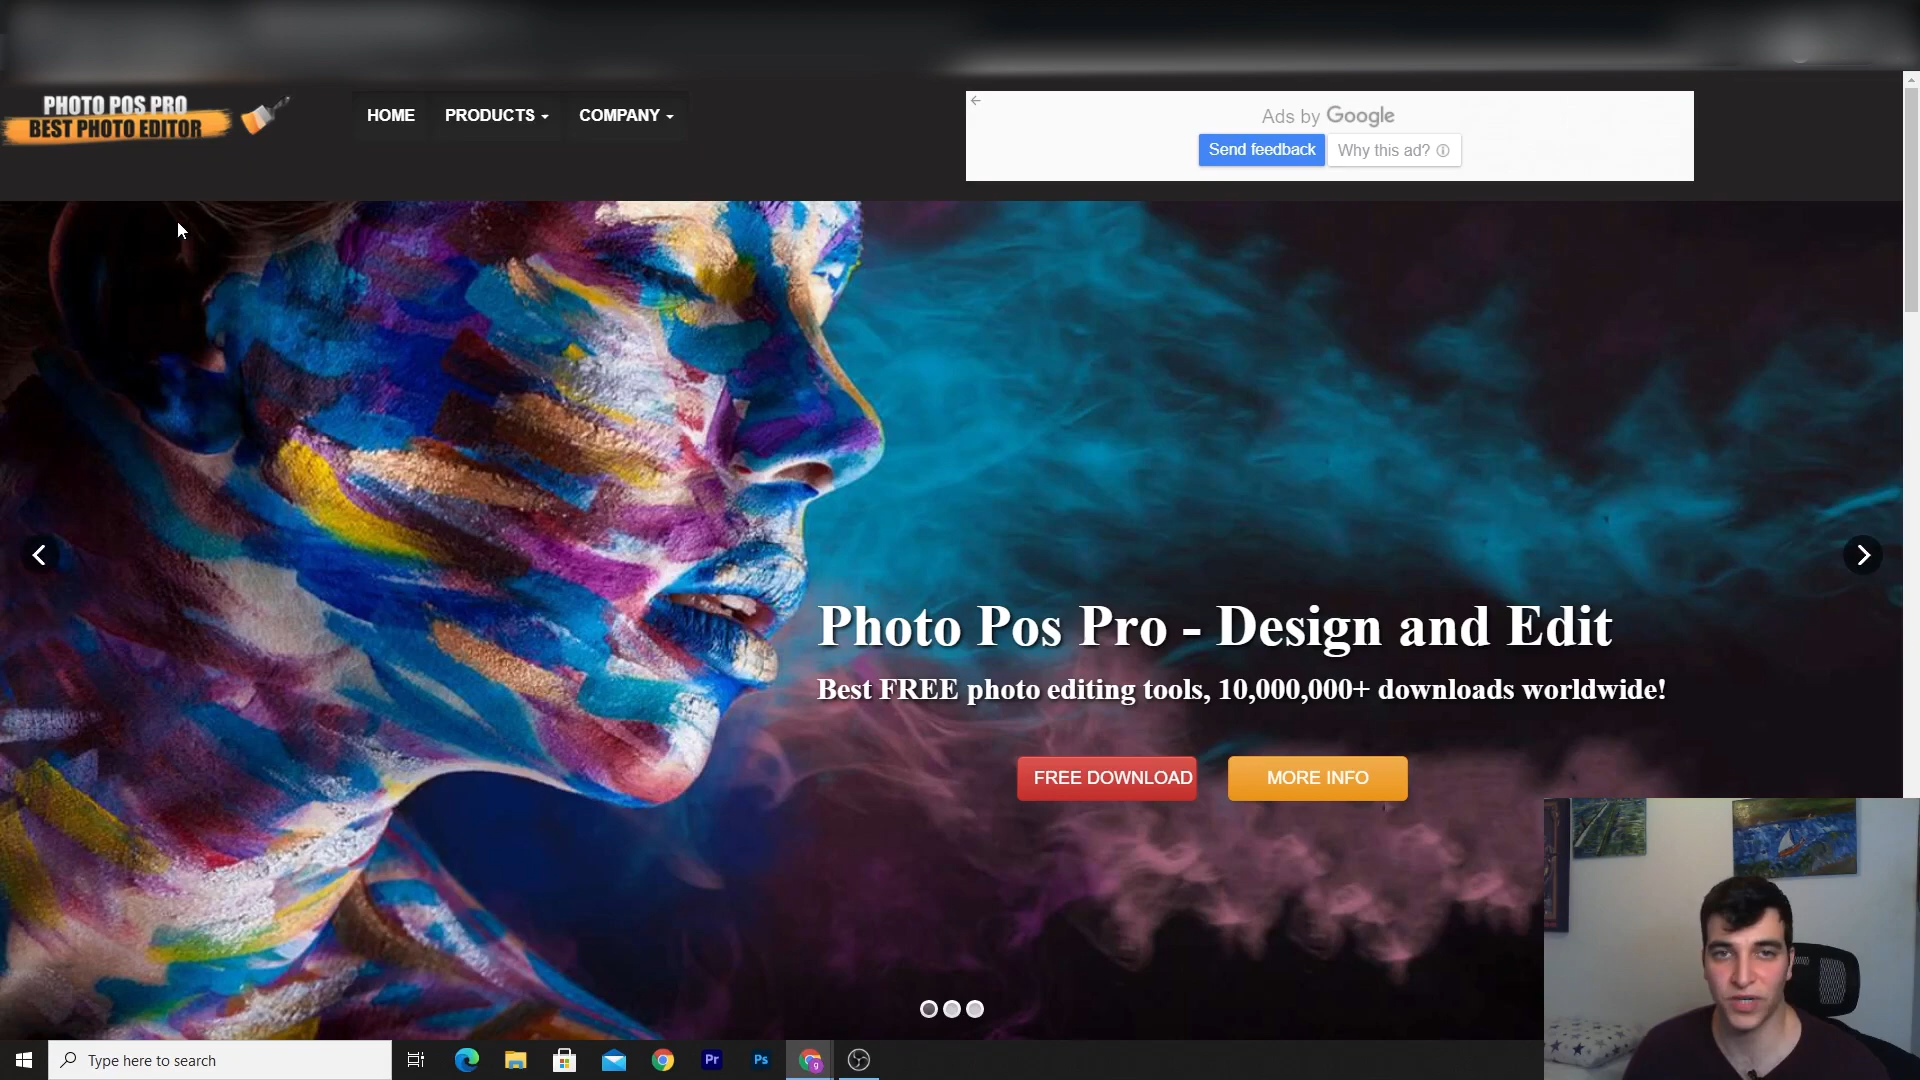 PHOTO POS PRO
BEST PHOTO EDITOR
HOME
PRODUCTS
COMPANY
Ads by Google
Send feedback
Why this ad?
Photo Pos Pro - Design and Edit
Best FREE photo editing tools, 10,000,000+ downloads worldwide!
FREE DOWNLOAD
MORE INFO
Type here to search
Pr
Ps
g